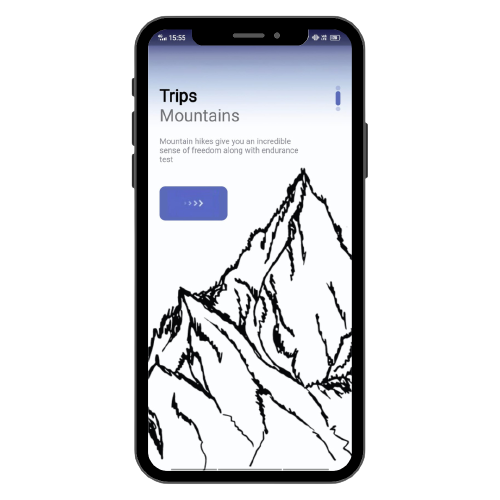 15:55
Trips
Mountains
Mountain hikes give you an incredible
sense of freedom along with endurance
test